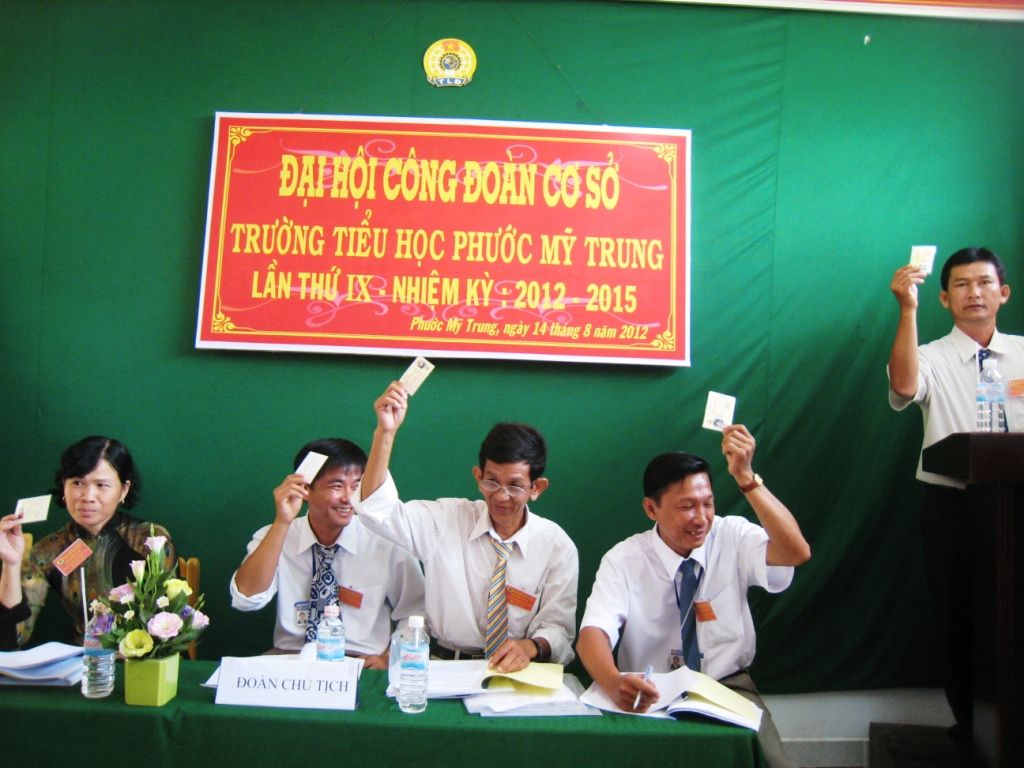 TLĐ
ĐẠI HỘI CÔNG ĐOÀN CƠ SỞ
TRƯỜNG TIỂU HỌC PHƯỚC MỸ TRUNG
LẦN THỨ IX - NHIỆM KỲ : 2012 - 2015
Phước Mỹ Trung, ngày 14 tháng 8 năm 2012
ĐOÀN CHỦ TỊCH